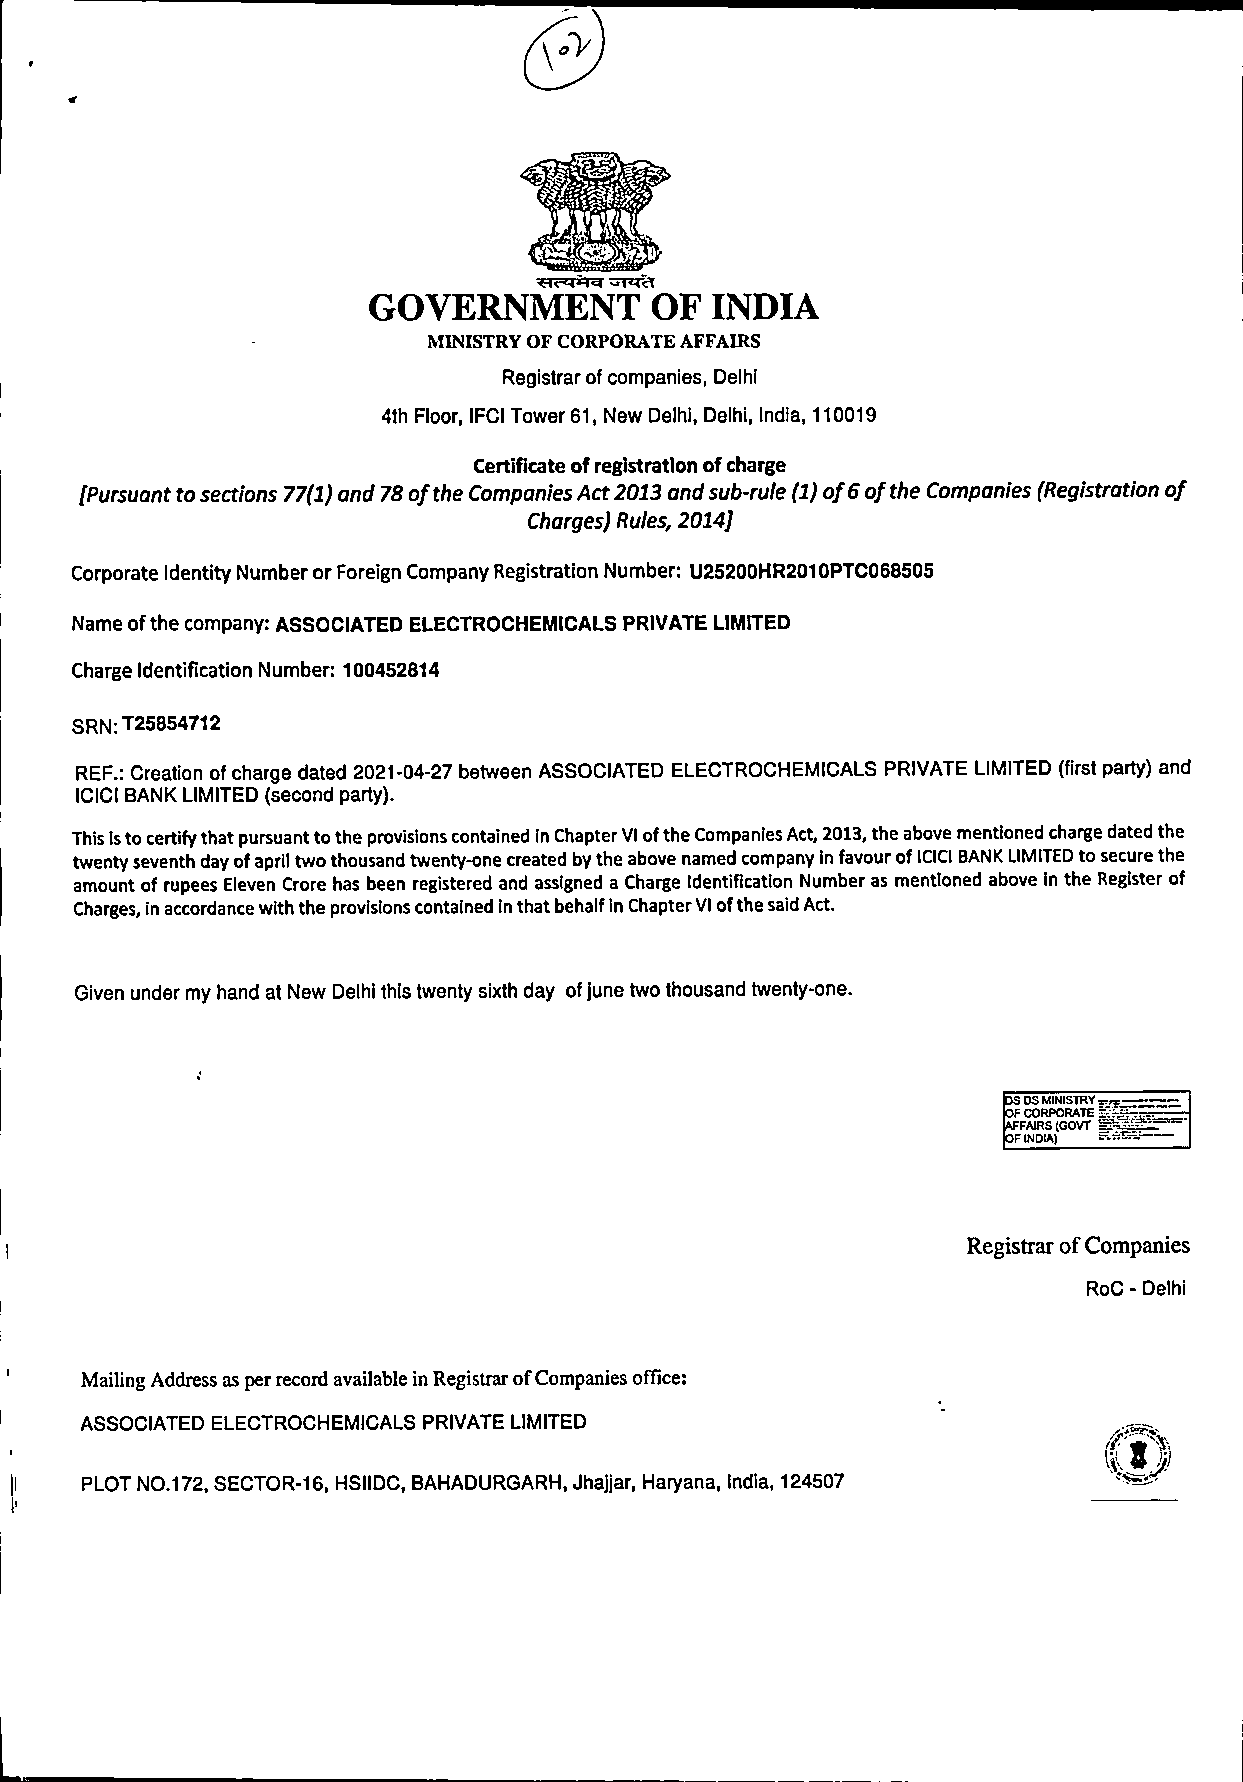 102
सत्यमेव जयते
GOVERNMENT OF INDIA
MINISTRY OF CORPORATE AFFAIRS
Registrar of companies, Delhi
4th Floor, IFCI Tower 61, New Delhi, Delhi, India, 110019
Certificate of registration of charge
[Pursuant to sections 77(1) and 78 of the Companies Act 2013 and sub-rule (1) of 6 of the Companies (Registration of
Charges) Rules, 2014]
Corporate Identity Number or Foreign Company Registration Number: U25200HR2010PTC068505
Name of the company: ASSOCIATED ELECTROCHEMICALS PRIVATE LIMITED
Charge Identification Number: 100452814
SRN: T25854712
REF.: Creation of charge dated 2021-04-27 between ASSOCIATED ELECTROCHEMICALS PRIVATE LIMITED (first party) and
ICICI BANK LIMITED (second party).
This is to certify that pursuant to the provisions contained in Chapter VI of the Companies Act, 2013, the above mentioned charge dated the
twenty seventh day of april two thousand twenty-one created by the above named company in favour of ICICI BANK LIMITED to secure the
amount of rupees Eleven Crore has been registered and assigned a Charge Identification Number as mentioned above in the Register of
Charges, in accordance with the provisions contained in that behalf in Chapter VI of the said Act.
Given under my hand at New Delhi this twenty sixth day of june two thousand twenty-one.
DS DS MINISTRY
OF CORPORATE
AFFAIRS (GOVT
OF INDIA)
Registrar of Companies
RoC - Delhi
Mailing Address as per record available in Registrar of Companies office:
ASSOCIATED ELECTROCHEMICALS PRIVATE LIMITED
PLOT NO.172, SECTOR-16, HSIIDC, BAHADURGARH, Jhajjar, Haryana, India, 124507